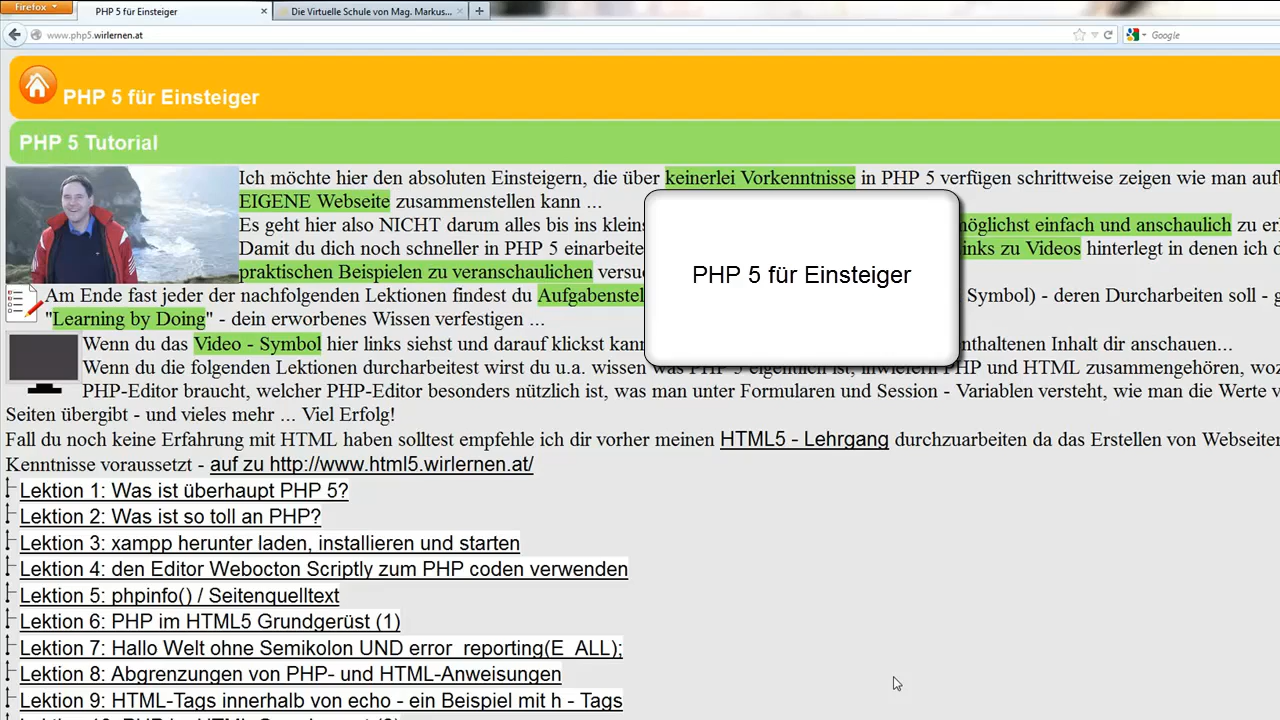 Firefox
PHP 5 für Einsteiger
Die Virtuelle Schule von Mag. Markus...
www.php5.wirlernen.at
Google
PHP 5 für Einsteiger
PHP 5 Tutorial
Ich möchte hier den absoluten Einsteigern, die über keinerlei Vorkenntnisse in PHP 5 verfügen schrittweise zeigen wie man
EIGENE Webseite zusammenstellen kann ...
Es geht hier also NICHT darum alles bis ins möglichst einfach und anschaulich zu
Damit du dich noch schneller in PHP 5 zu Videos hinterlegt in denen ich
praktischen Beispielen zu veranschaulichen
PHP 5 für Einsteiger
Am Ende fast jeder der nachfolgenden Lektionen findest du Symbol) - deren Durcharbeiten soll -
"Learning by Doing" - dein erworbenes Wissen verfestigen ...
Wenn du das Video - Symbol hier links siehst und darauf klickst enthaltenen Inhalt dir anschauen...
Wenn du die folgenden Lektionen durcharbeitest wirst du u.a. wissen was PHP 5 eigentlich ist, inwiefern PHP und HTML zusammengehören,
PHP-Editor braucht, welcher PHP-Editor besonders nützlich ist, was man unter Formularen und Session - Variablen versteht, wie man die Werte
Seiten übergibt - und vieles mehr ... Viel Erfolg!
Fall du noch keine Erfahrung mit HTML haben solltest empfehle ich dir vorher meinen HTML5 - Lehrgang durchzuarbeiten da das Erstellen von Webseiten
Kenntnisse voraussetzt - auf zu http://www.html5.wirlernen.at/
Lektion 1: Was ist überhaupt PHP 5?
Lektion 2: Was ist so toll an PHP?
Lektion 3: xampp herunter laden, installieren und starten
Lektion 4: den Editor Webocton Scriptly zum PHP coden verwenden
Lektion 5: phpinfo() / Seitenquelltext
Lektion 6: PHP im HTML5 Grundgerüst (1)
Lektion 7: Hallo Welt ohne Semikolon UND error_reporting(E_ALL);
Lektion 8: Abgrenzungen von PHP- und HTML-Anweisungen
Lektion 9: HTML-Tags innerhalb von echo - ein Beispiel mit h - Tags